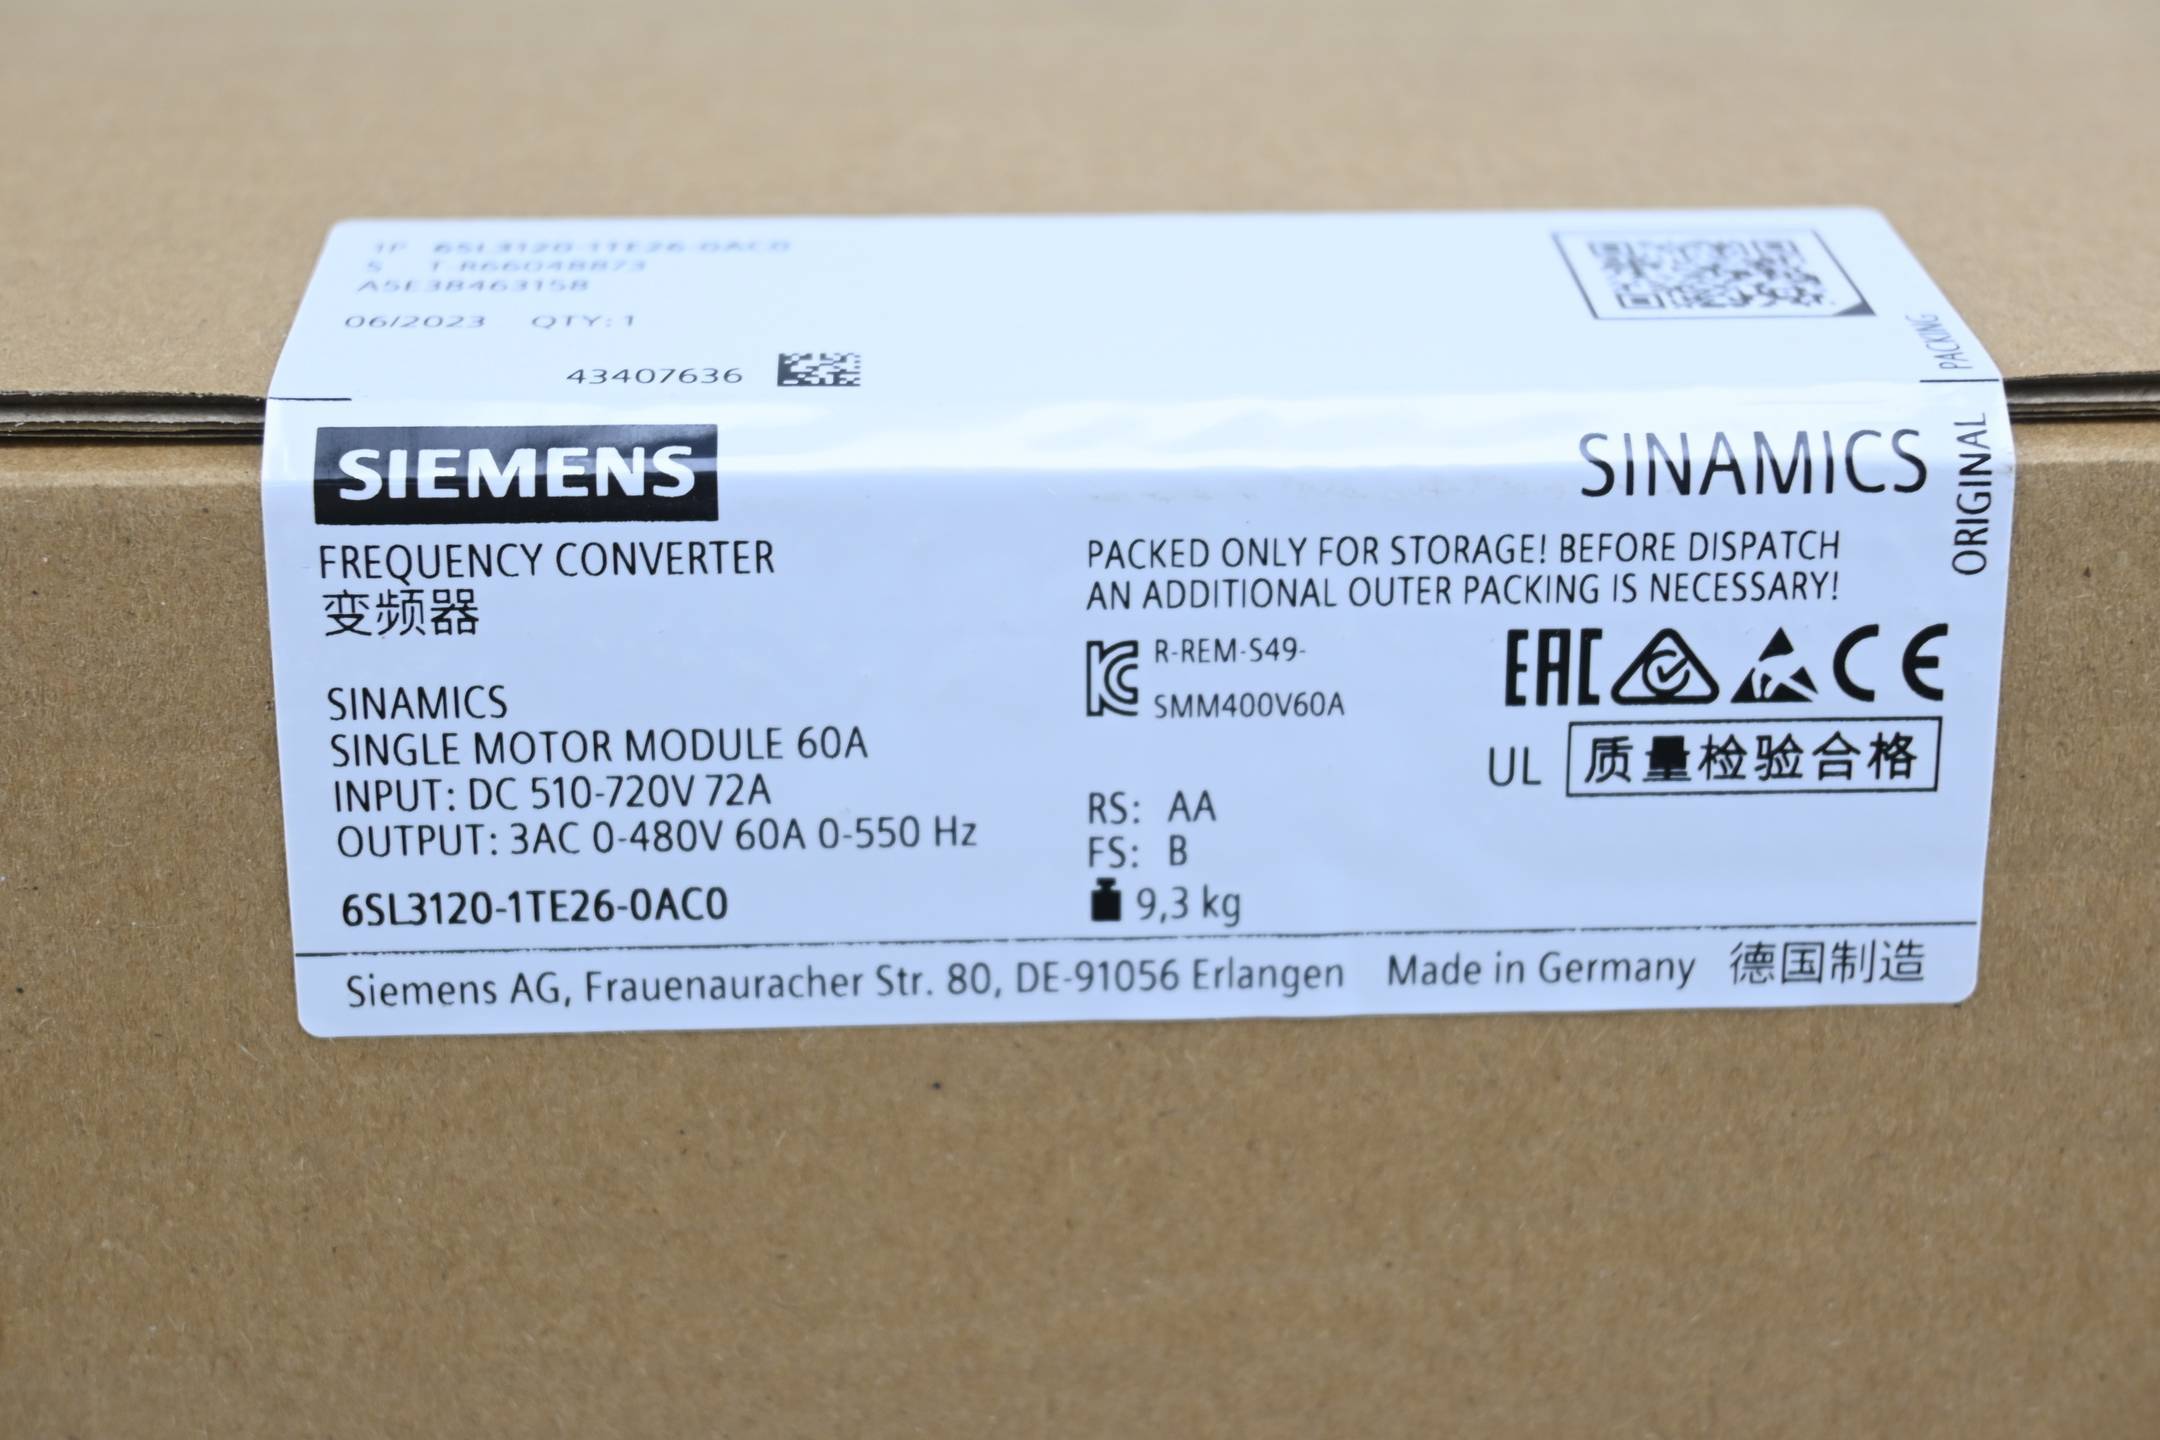 1P 6SL3120-1TE26-0AC0
S T-R66048873
A5E38463158
06/2023 QTY: 1
43407636
PACKING
ORIGINAL
SIEMENS
SINAMICS
FREQUENCY CONVERTER
变频器
PACKED ONLY FOR STORAGE! BEFORE DISPATCH
AN ADDITIONAL OUTER PACKING IS NECESSARY!
R-REM-S49-
SMM400V60A
EAC CE
UL 质量检验合格
SINAMICS
SINGLE MOTOR MODULE 60A
INPUT: DC 510-720V 72A
OUTPUT: 3AC 0-480V 60A 0-550 Hz
6SL3120-1TE26-0AC0
RS: AA
FS: B
9,3 kg
Siemens AG, Frauenauracher Str. 80, DE-91056 Erlangen Made in Germany 德国制造